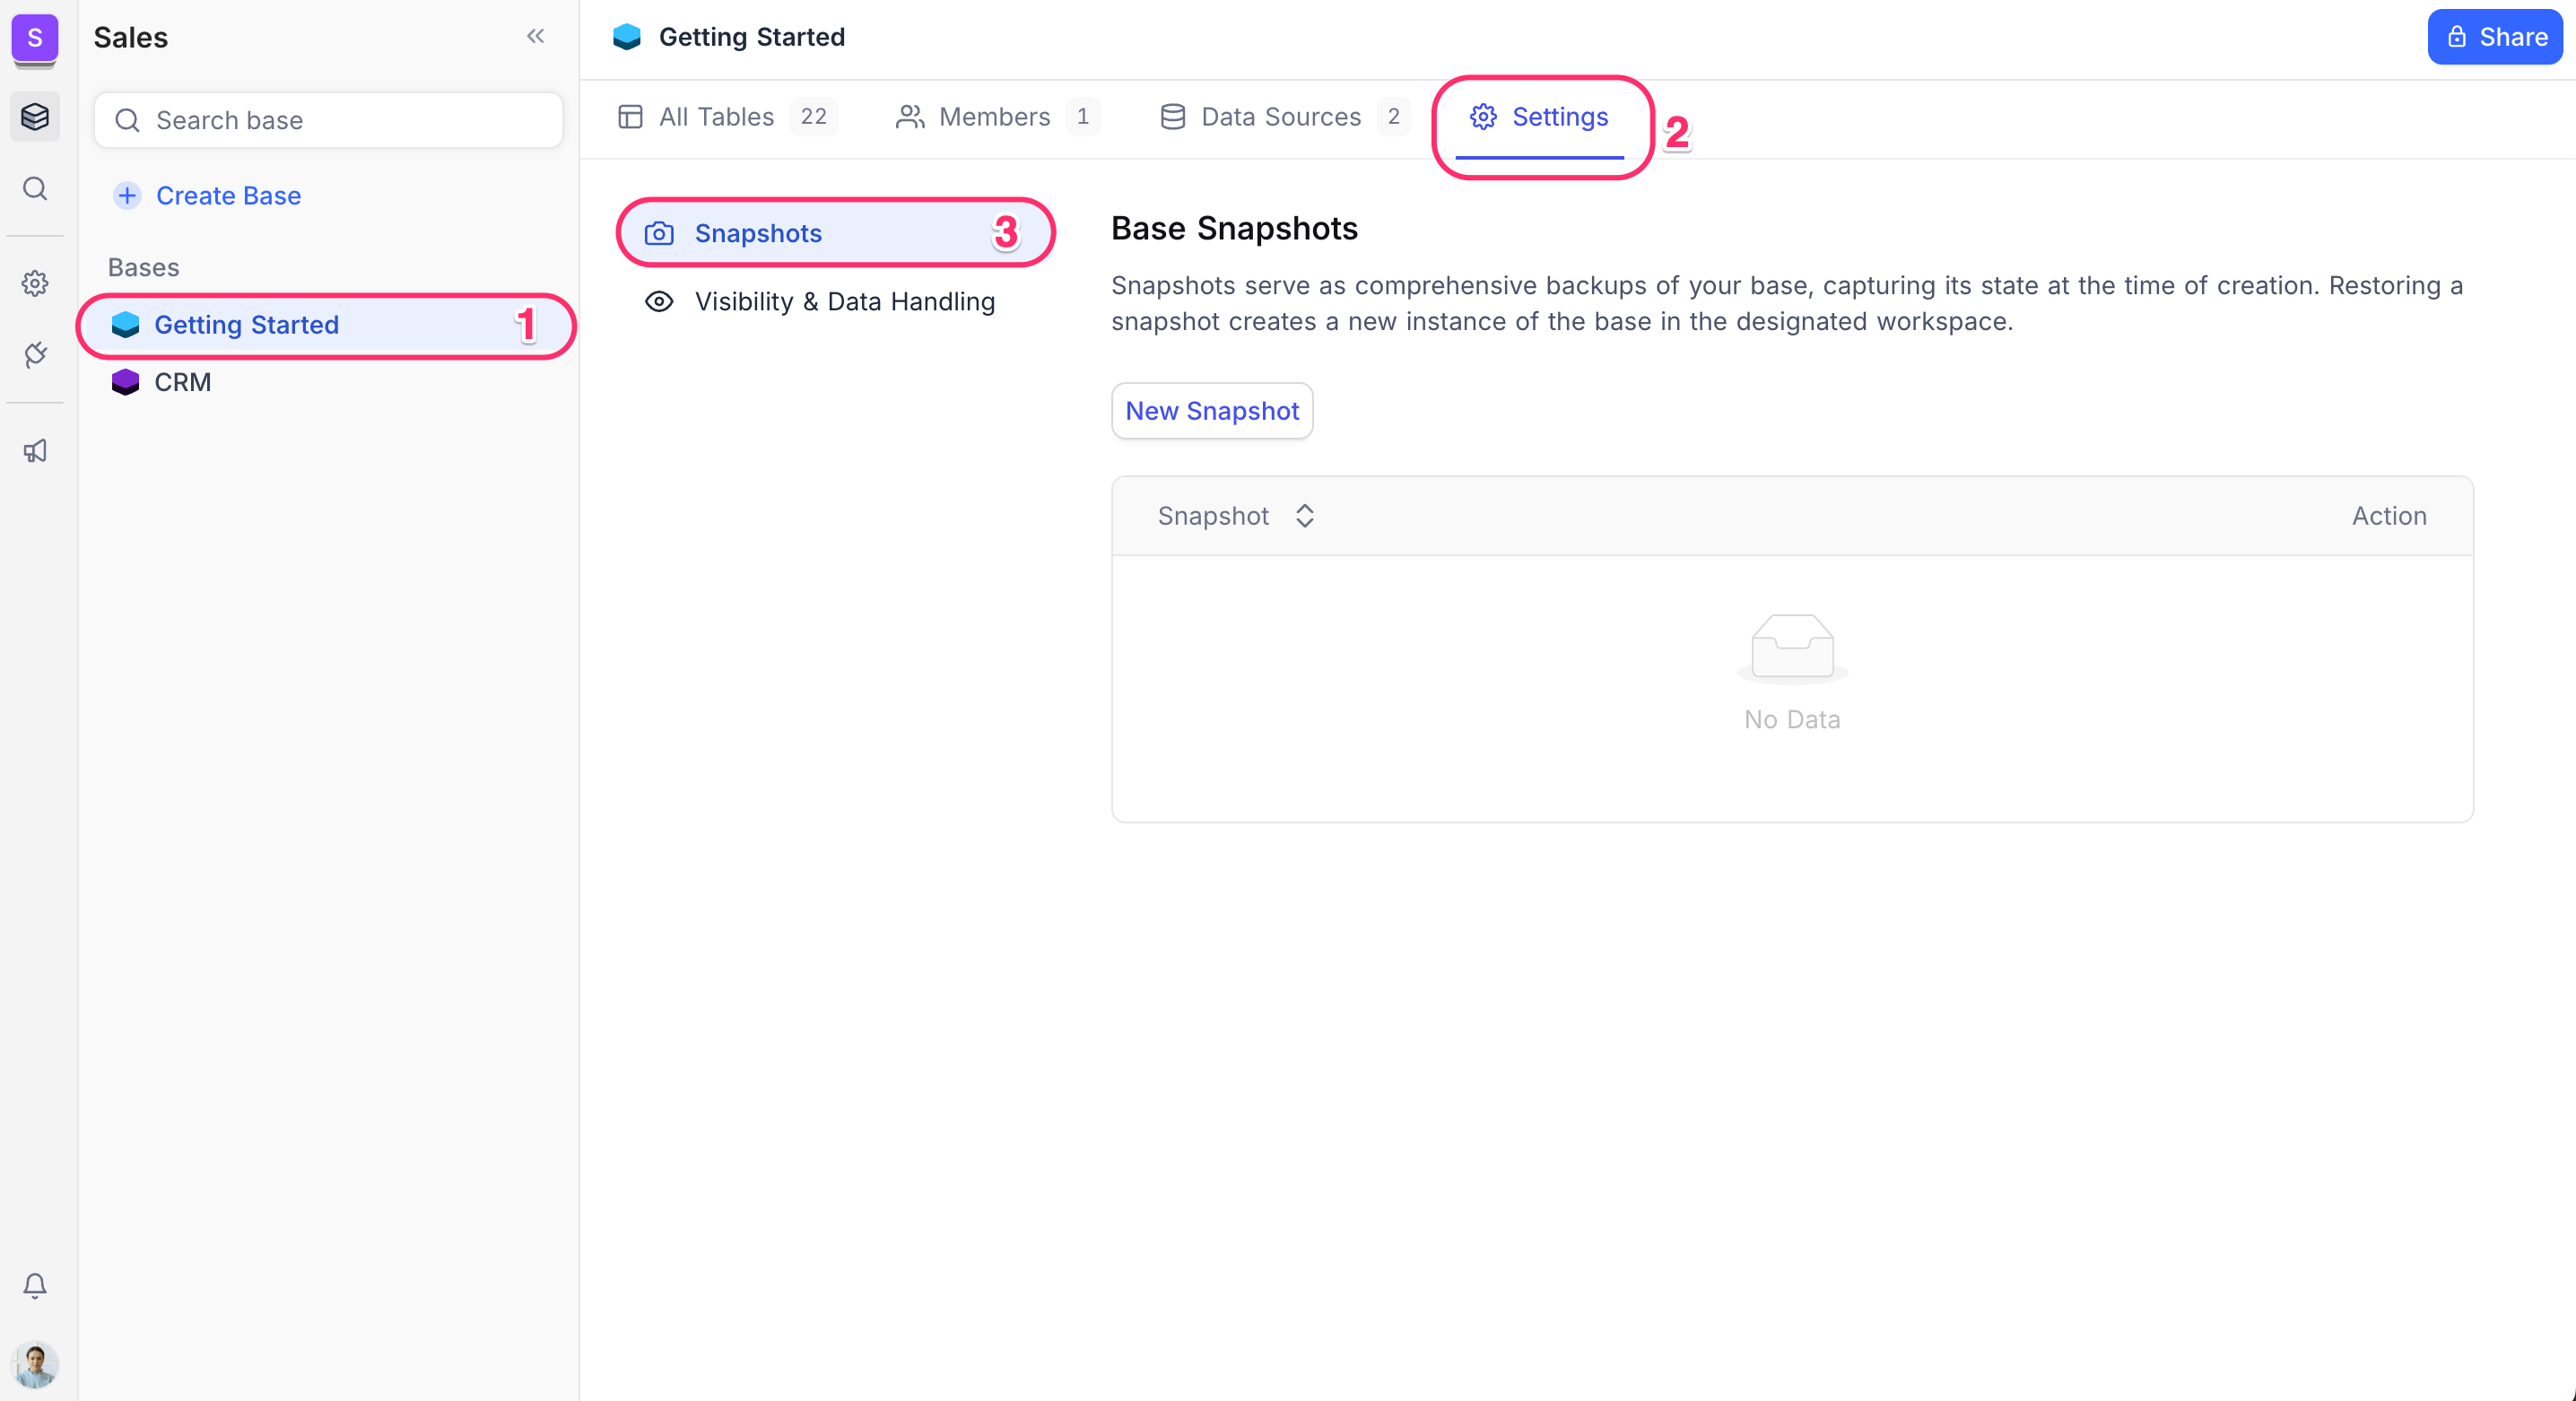 S
Sales
Search base
Create Base
Bases
Getting Started 1
CRM
Getting Started
Share
All Tables 22
Members 1
Data Sources 2
Settings 2
Snapshots 3
Visibility & Data Handling
Base Snapshots
Snapshots serve as comprehensive backups of your base, capturing its state at the time of creation. Restoring a
snapshot creates a new instance of the base in the designated workspace.
New Snapshot
Snapshot
Action
No Data